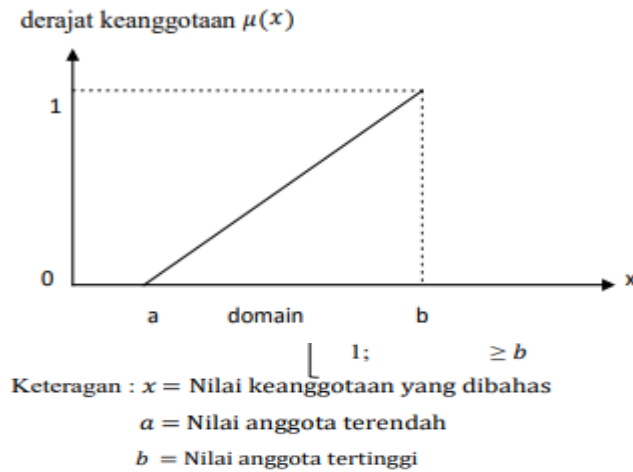 derajat keanggotaan μ(x)
1
0
x
a domain b
1; ≥ b
Keteragan : x = Nilai keanggotaan yang dibahas
a = Nilai anggota terendah
b = Nilai anggota tertinggi